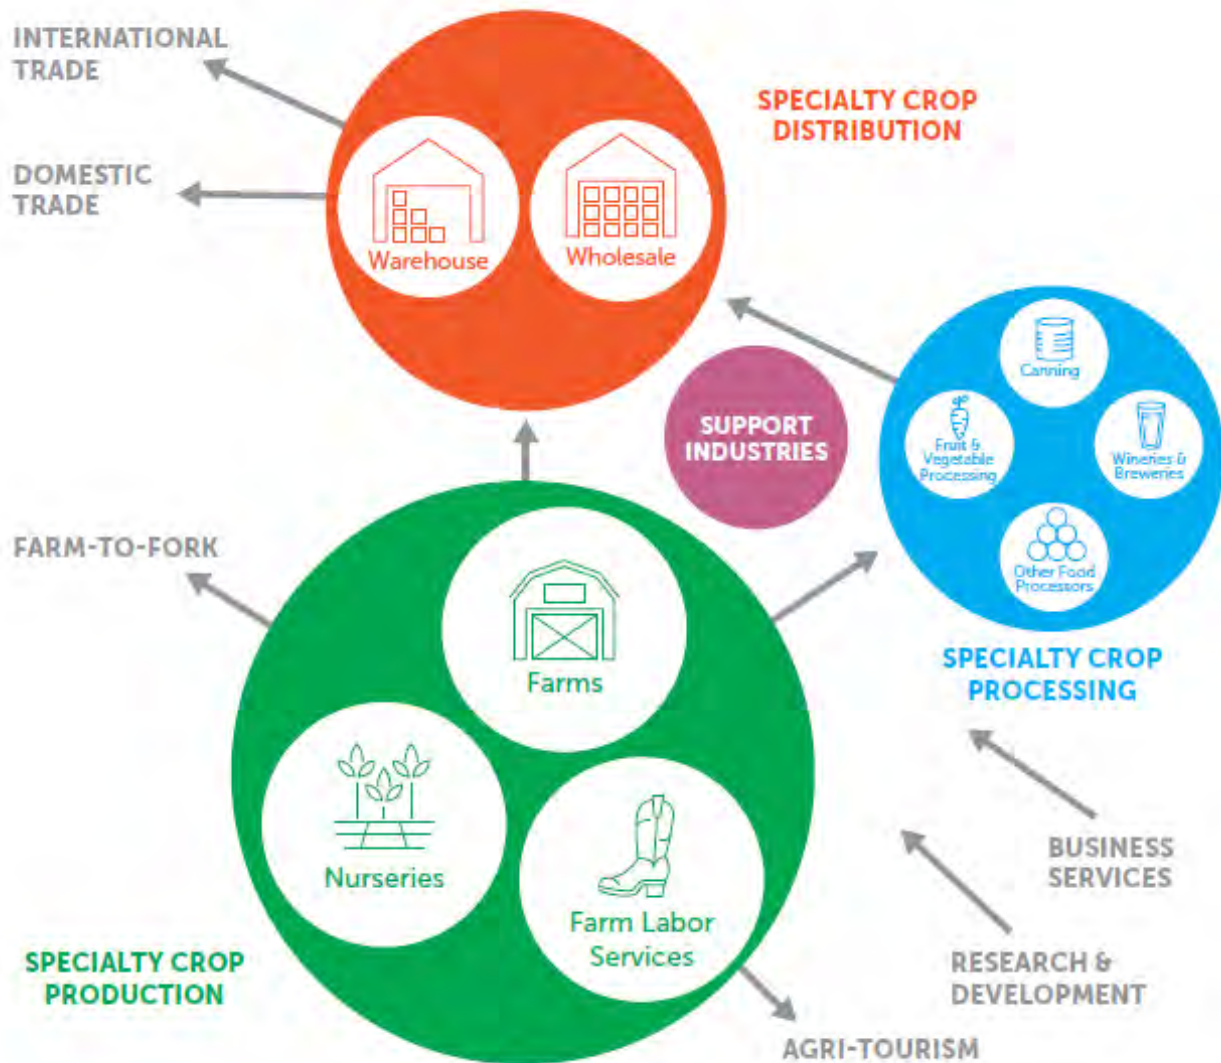 INTERNATIONAL
TRADE
SPECIALTY CROP
DISTRIBUTION
DOMESTIC
TRADE
Warehouse
Wholesale
Canning
SUPPORT
INDUSTRIES
Fruit &
Vegetable
Processing
Wineries &
Breweries
FARM-TO-FORK
Other Food
Processors
Farms
SPECIALTY CROP
PROCESSING
Nurseries
BUSINESS
SERVICES
Farm Labor
Services
SPECIALTY CROP
PRODUCTION
RESEARCH &
DEVELOPMENT
AGRI-TOURISM